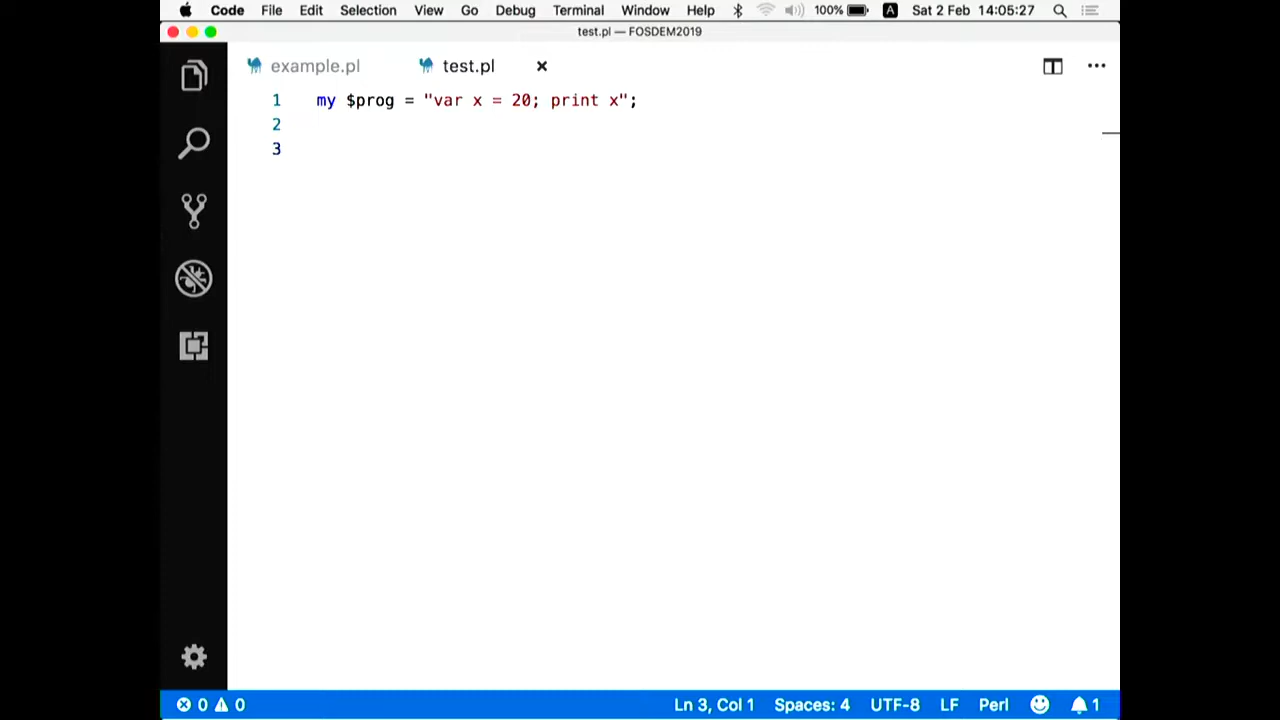 Code File Edit Selection View Go Debug Terminal Window Help 100% A Sat 2 Feb 14:05:27
test.pl — FOSDEM2019
example.pl test.pl
1 my $prog = "var x = 20; print x";
2
3
0 0 Ln 3, Col 1 Spaces: 4 UTF-8 LF Perl 1